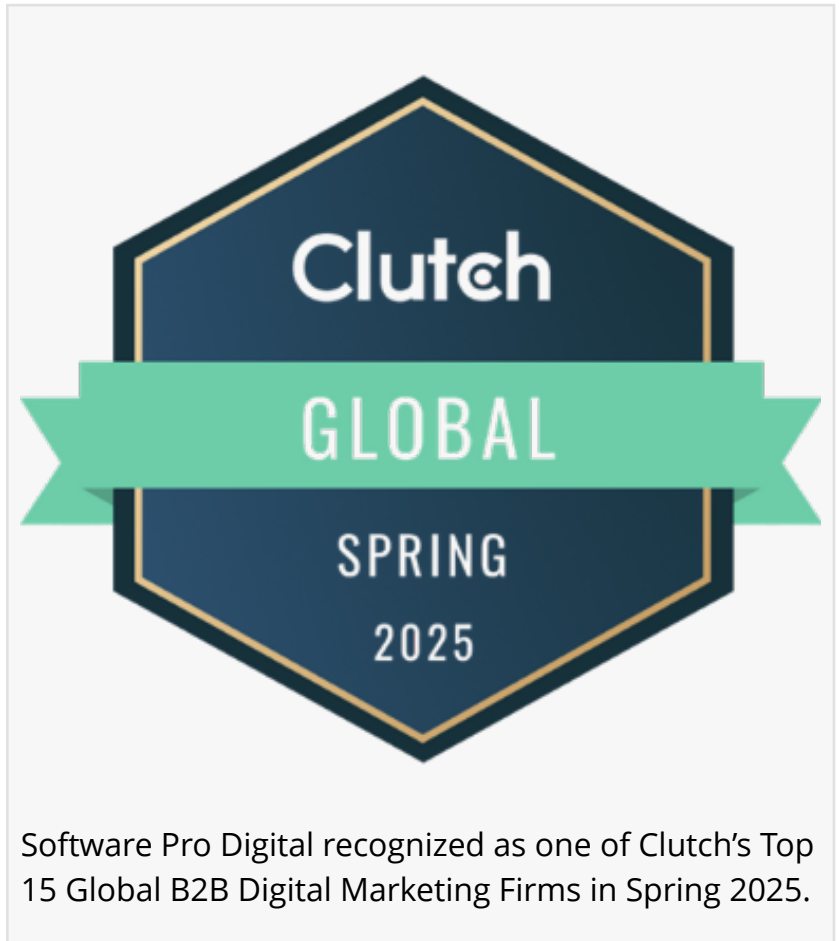 Clutch
GLOBAL
SPRING
2025
Software Pro Digital recognized as one of Clutch’s Top
15 Global B2B Digital Marketing Firms in Spring 2025.